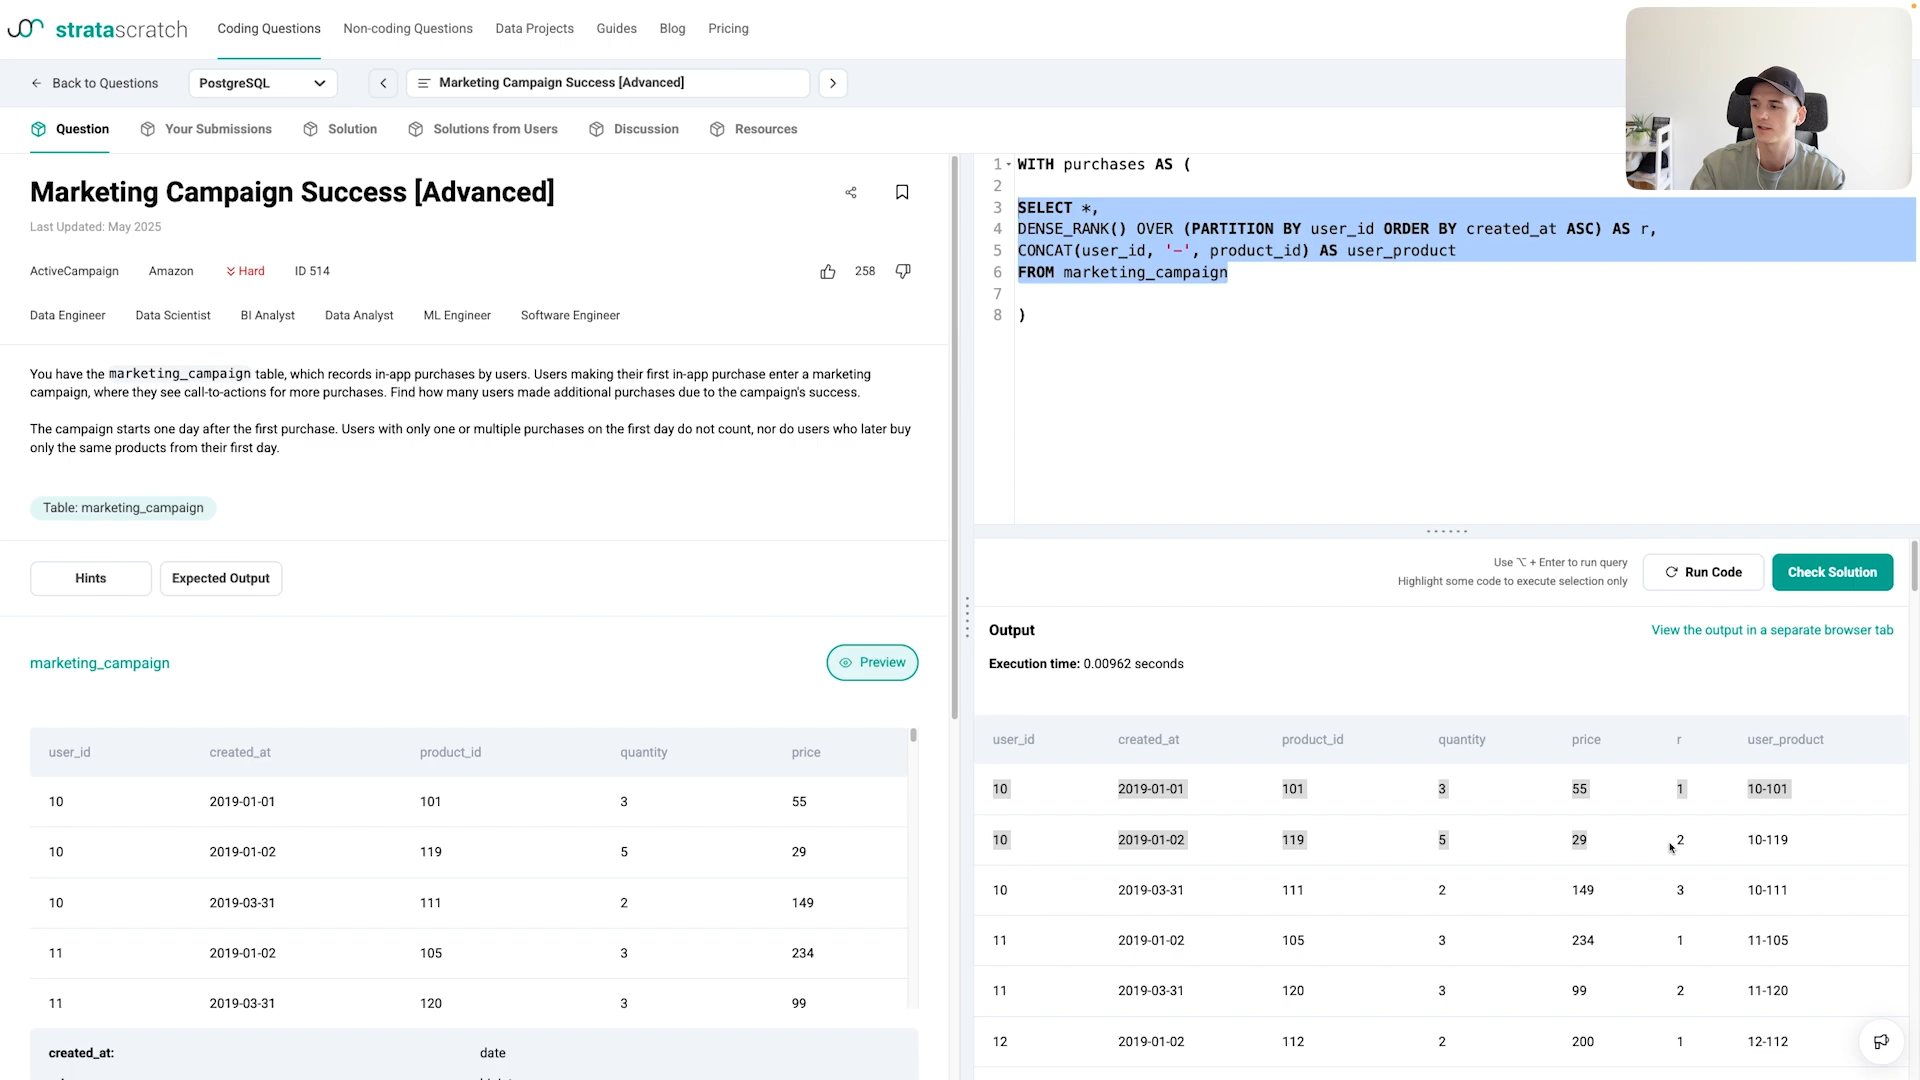 stratascratch
Coding Questions
Non-coding Questions
Data Projects
Guides
Blog
Pricing
Back to Questions
PostgreSQL
Marketing Campaign Success [Advanced]
Question
Your Submissions
Solution
Solutions from Users
Discussion
Resources
Marketing Campaign Success [Advanced]
Last Updated: May 2025
ActiveCampaign Amazon Hard ID 514 258
Data Engineer Data Scientist BI Analyst Data Analyst ML Engineer Software Engineer
You have the marketing_campaign table, which records in-app purchases by users. Users making their first in-app purchase enter a marketing
campaign, where they see call-to-actions for more purchases. Find how many users made additional purchases due to the campaign's success.
The campaign starts one day after the first purchase. Users with only one or multiple purchases on the first day do not count, nor do users who later buy
only the same products from their first day.
Table: marketing_campaign
Hints
Expected Output
marketing_campaign
Preview
user_id created_at product_id quantity price
10 2019-01-01 101 3 55
10 2019-01-02 119 5 29
10 2019-03-31 111 2 149
11 2019-01-02 105 3 234
11 2019-03-31 120 3 99
created_at: date
1 WITH purchases AS (
2
3 SELECT *,
4 DENSE_RANK() OVER (PARTITION BY user_id ORDER BY created_at ASC) AS r,
5 CONCAT(user_id, '-', product_id) AS user_product
6 FROM marketing_campaign
7
8 )
Use ⌥ + Enter to run query
Highlight some code to execute selection only
Run Code
Check Solution
Output
View the output in a separate browser tab
Execution time: 0.00962 seconds
user_id created_at product_id quantity price r user_product
10 2019-01-01 101 3 55 1 10-101
10 2019-01-02 119 5 29 2 10-119
10 2019-03-31 111 2 149 3 10-111
11 2019-01-02 105 3 234 1 11-105
11 2019-03-31 120 3 99 2 11-120
12 2019-01-02 112 2 200 1 12-112